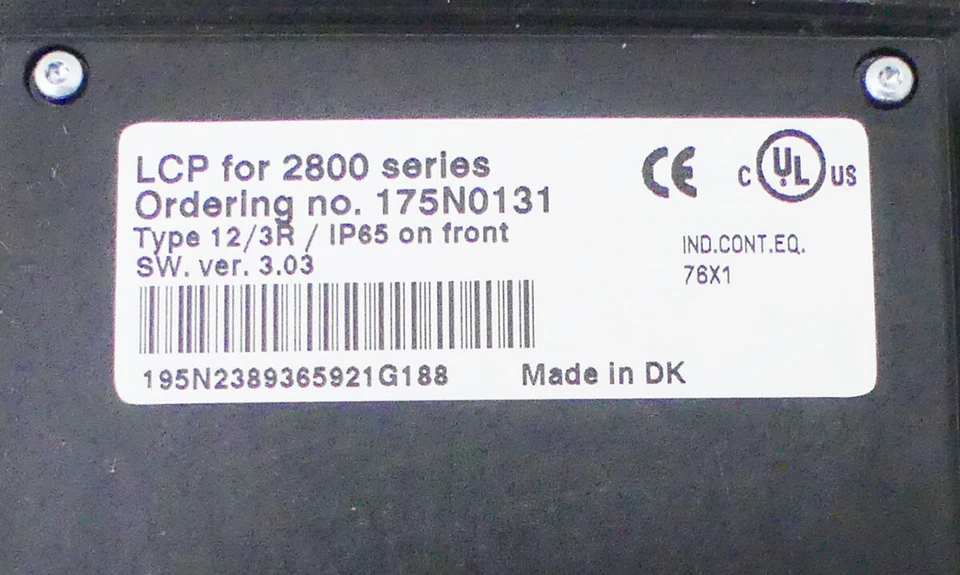 LCP for 2800 series
Ordering no. 175N0131
Type 12/3R / IP65 on front
SW. ver. 3.03
195N2389365921G188
Made in DK
CE
C UL US
IND.CONT.EQ.
76X1